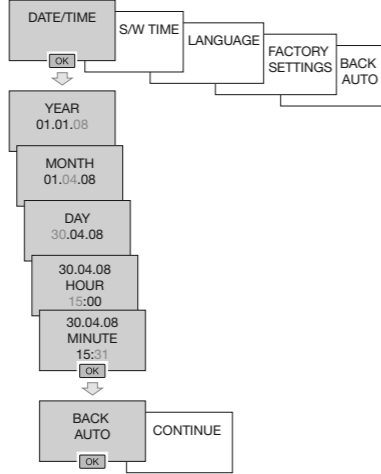 DATE/TIME
S/W TIME
LANGUAGE
FACTORY
SETTINGS
BACK
AUTO
OK
YEAR
01.01.08
MONTH
01.04.08
DAY
30.04.08
30.04.08
HOUR
15:00
30.04.08
MINUTE
15:31
OK
BACK
AUTO
CONTINUE
OK